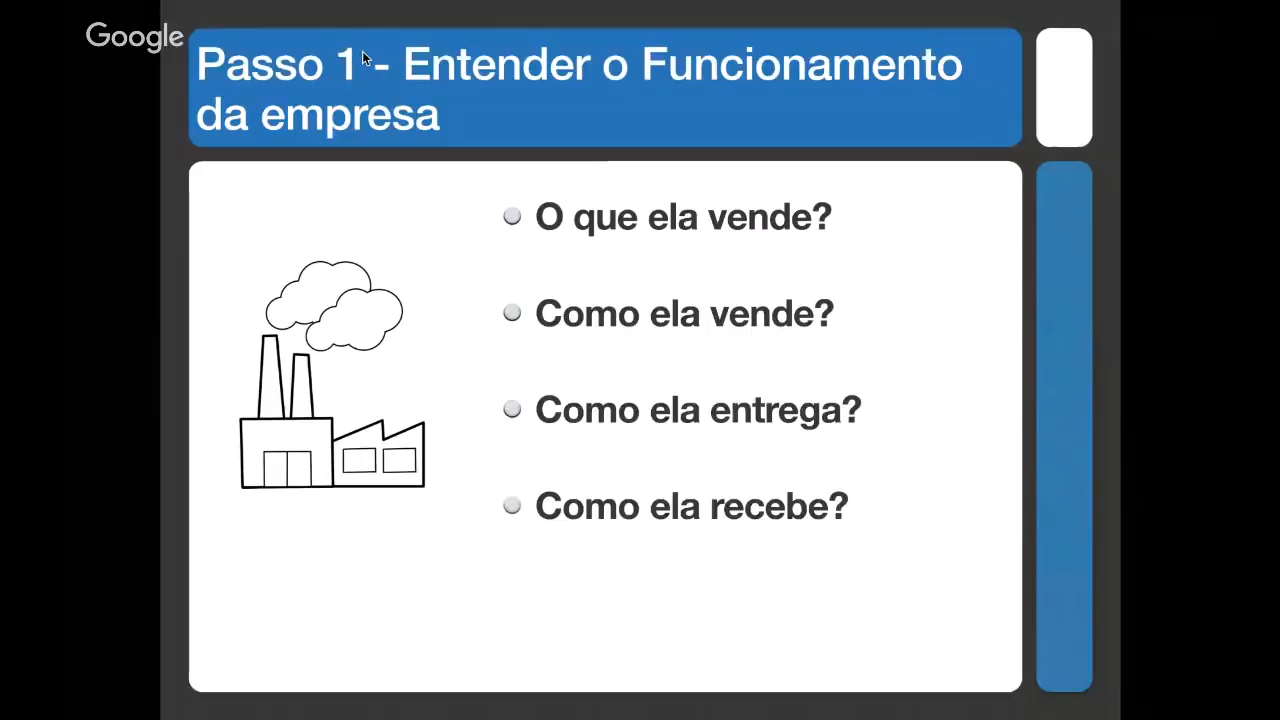 Google
Passo 1 - Entender o Funcionamento
da empresa
O que ela vende?
Como ela vende?
Como ela entrega?
Como ela recebe?